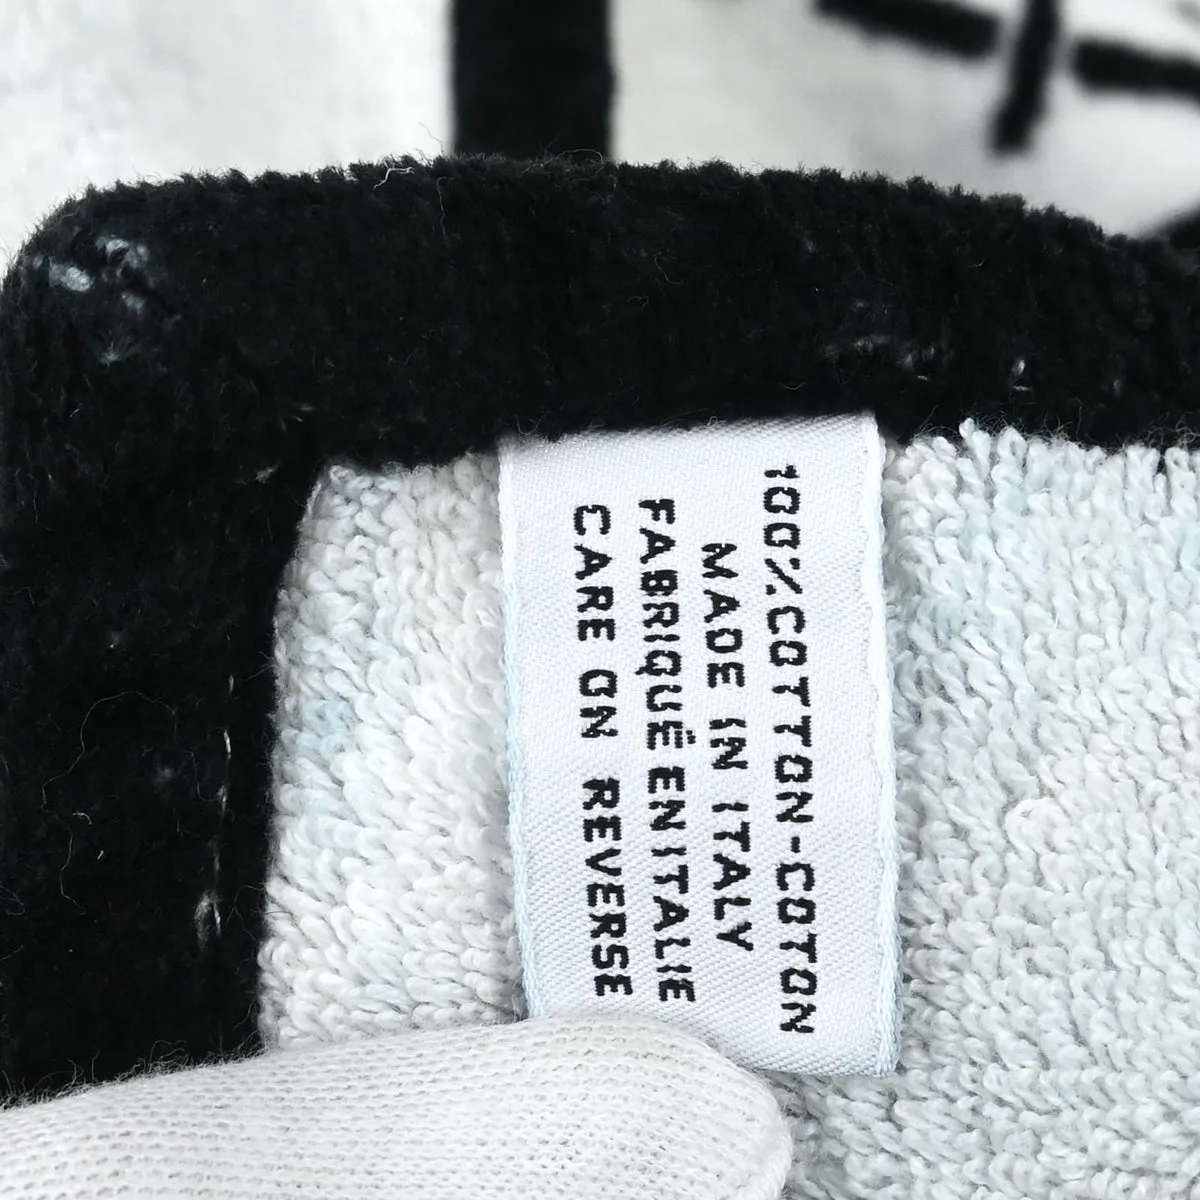 100%COTTON-COTON
MADE IN ITALY
FABRIQUÉ EN ITALIE
CARE ON REVERSE